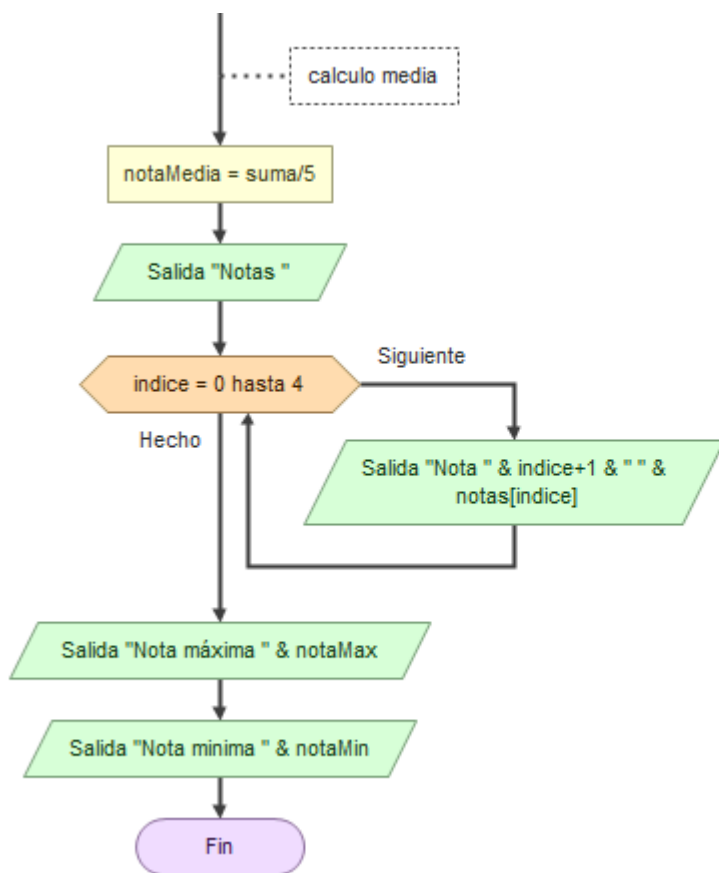 calculo media
notaMedia = suma/5
Salida "Notas "
indice = 0 hasta 4
Siguiente
Hecho
Salida "Nota " & indice+1 & " " &
notas[indice]
Salida "Nota máxima " & notaMax
Salida "Nota minima " & notaMin
Fin